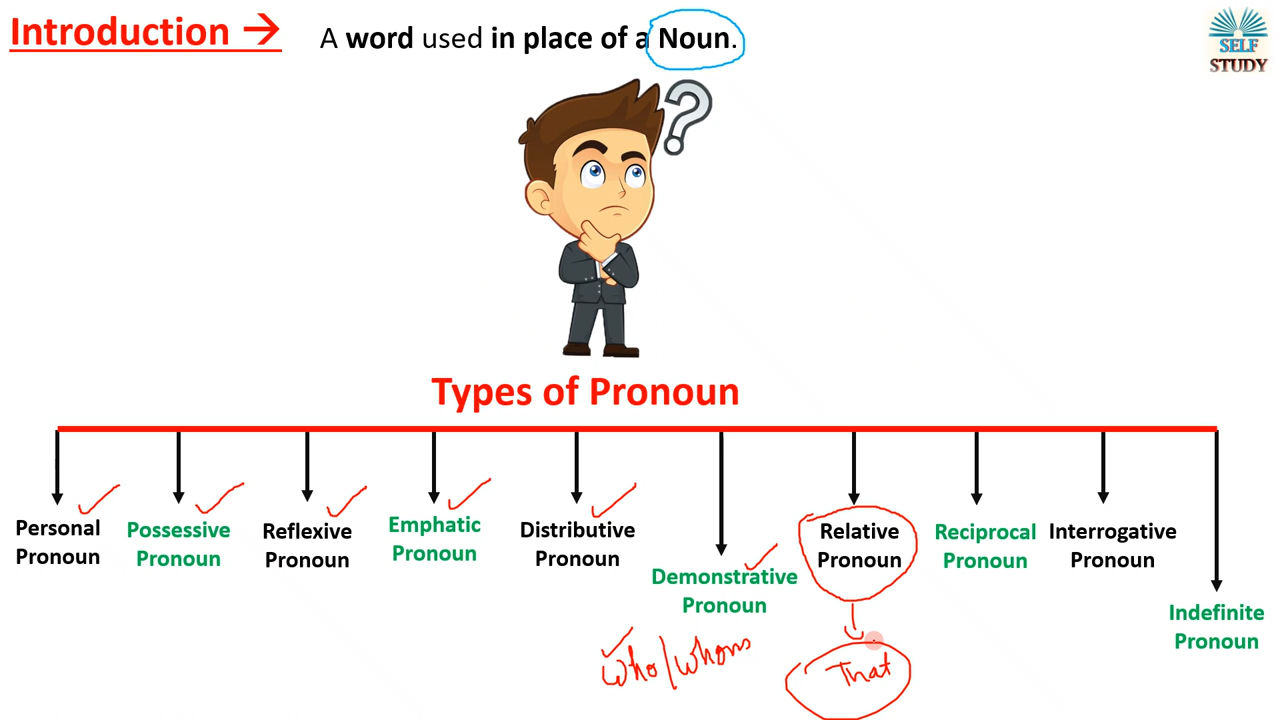 Introduction →
A word used in place of a Noun.
SELF
STUDY
?
Types of Pronoun
Personal
Pronoun
Possessive
Pronoun
Reflexive
Pronoun
Emphatic
Pronoun
Distributive
Pronoun
Demonstrative
Pronoun
Relative
Pronoun
Reciprocal
Pronoun
Interrogative
Pronoun
Indefinite
Pronoun
who/whom
That